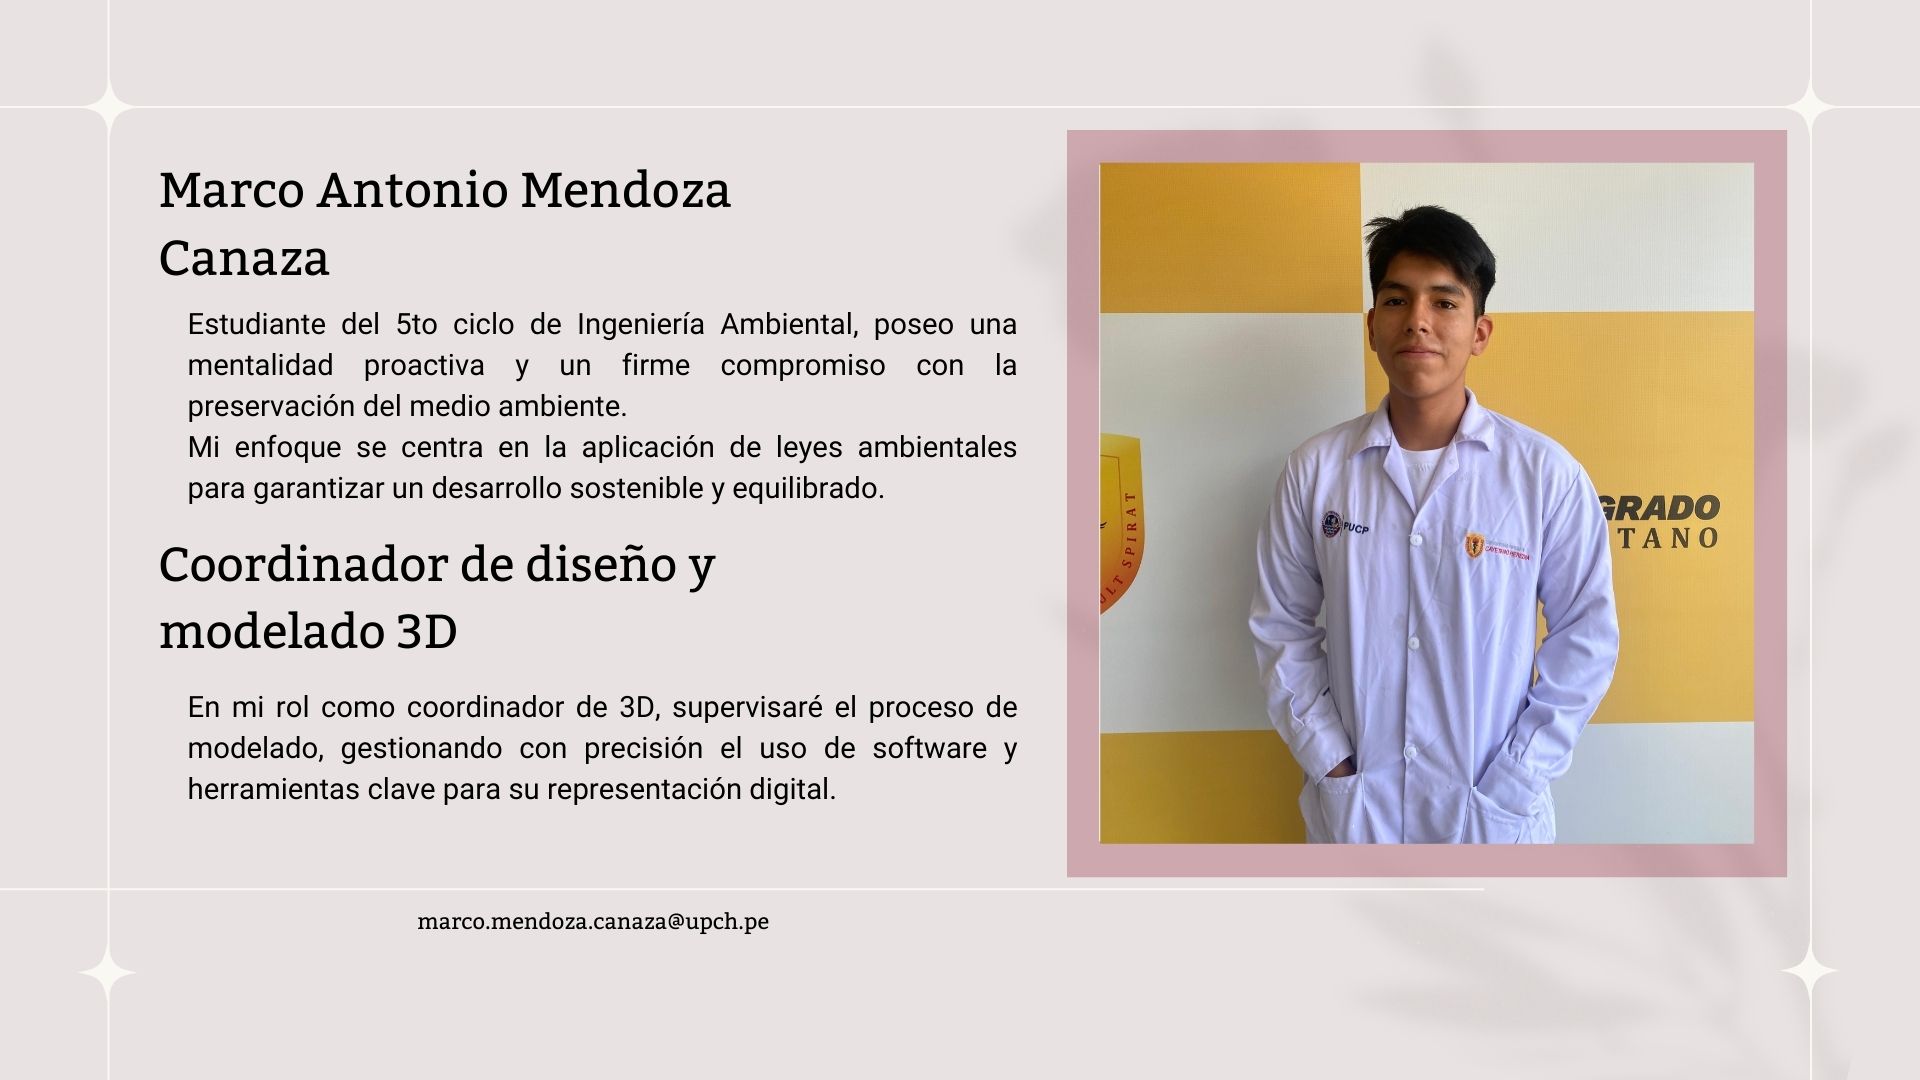 Marco Antonio Mendoza
Canaza
Estudiante del 5to ciclo de Ingeniería Ambiental, poseo una
mentalidad proactiva y un firme compromiso con la
preservación del medio ambiente.
Mi enfoque se centra en la aplicación de leyes ambientales
para garantizar un desarrollo sostenible y equilibrado.
Coordinador de diseño y
modelado 3D
En mi rol como coordinador de 3D, supervisaré el proceso de
modelado, gestionando con precisión el uso de software y
herramientas clave para su representación digital.
marco.mendoza.canaza@upch.pe
ULT SPIRAT
PUCP
CAYETANO HEREDIA
GRADO
TANO